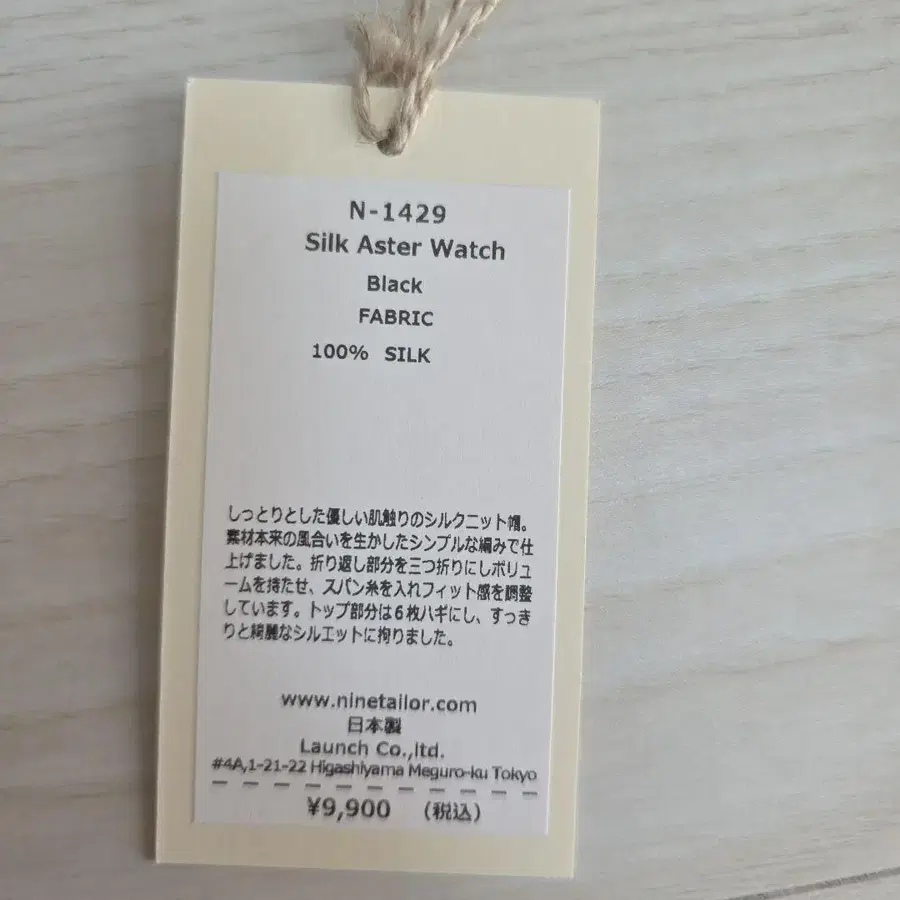 N-1429
Silk Aster Watch
Black
FABRIC
100% SILK
しっとりとした優しい肌触りのシルクニット帽。
素材本来の風合いを生かしたシンプルな編みで仕
上げました。折り返し部分を三つ折りにしボリュ
ームを持たせ、スパン糸を入れフィット感を調整
しています。トップ部分は6枚ハギにし、すっき
りと綺麗なシルエットに拘りました。
www.ninetailor.com
日本製
Launch Co.,ltd.
#4A,1-21-22 Higashiyama Meguro-ku Tokyo
¥9,900 (税込)